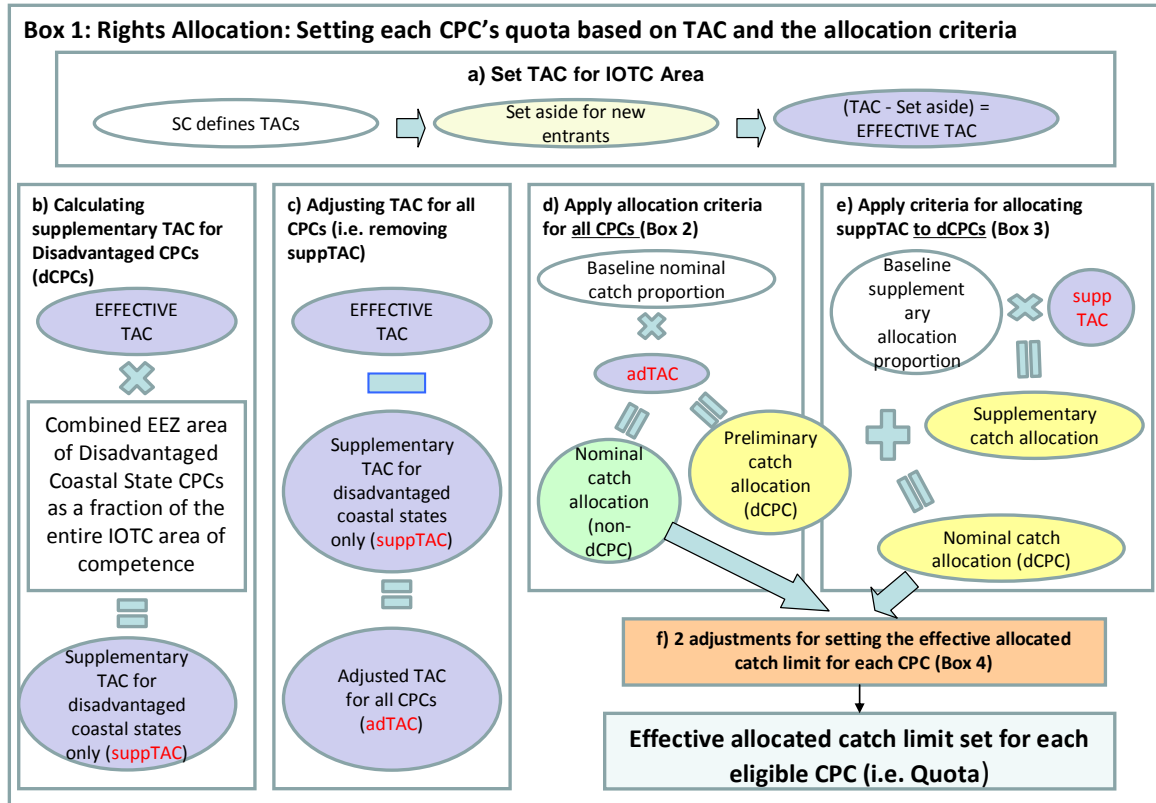 Box 1: Rights Allocation: Setting each CPC's quota based on TAC and the allocation criteria
a) Set TAC for IOTC Area
SC defines TACs
Set aside for new
entrants
(TAC - Set aside) =
EFFECTIVE TAC
b) Calculating
supplementary TAC for
Disadvantaged CPCs
(dCPCs)
EFFECTIVE
TAC
Combined EEZ area
of Disadvantaged
Coastal State CPCs
as a fraction of the
entire IOTC area of
competence
Supplementary
TAC for
disadvantaged
coastal states
only (suppTAC)
c) Adjusting TAC for all
CPCs (i.e. removing
suppTAC)
EFFECTIVE
TAC
Supplementary
TAC for
disadvantaged
coastal states
only (suppTAC)
Adjusted TAC
for all CPCs
(adTAC)
d) Apply allocation criteria
for all CPCs (Box 2)
Baseline nominal
catch proportion
adTAC
Nominal
catch
allocation
(non-
dCPC)
Preliminary
catch
allocation
(dCPC)
e) Apply criteria for allocating
suppTAC to dCPCs (Box 3)
Baseline
supplement
ary
allocation
proportion
supp
TAC
Supplementary
catch allocation
Nominal catch
allocation (dCPC)
f) 2 adjustments for setting the effective allocated
catch limit for each CPC (Box 4)
Effective allocated catch limit set for each
eligible CPC (i.e. Quota)